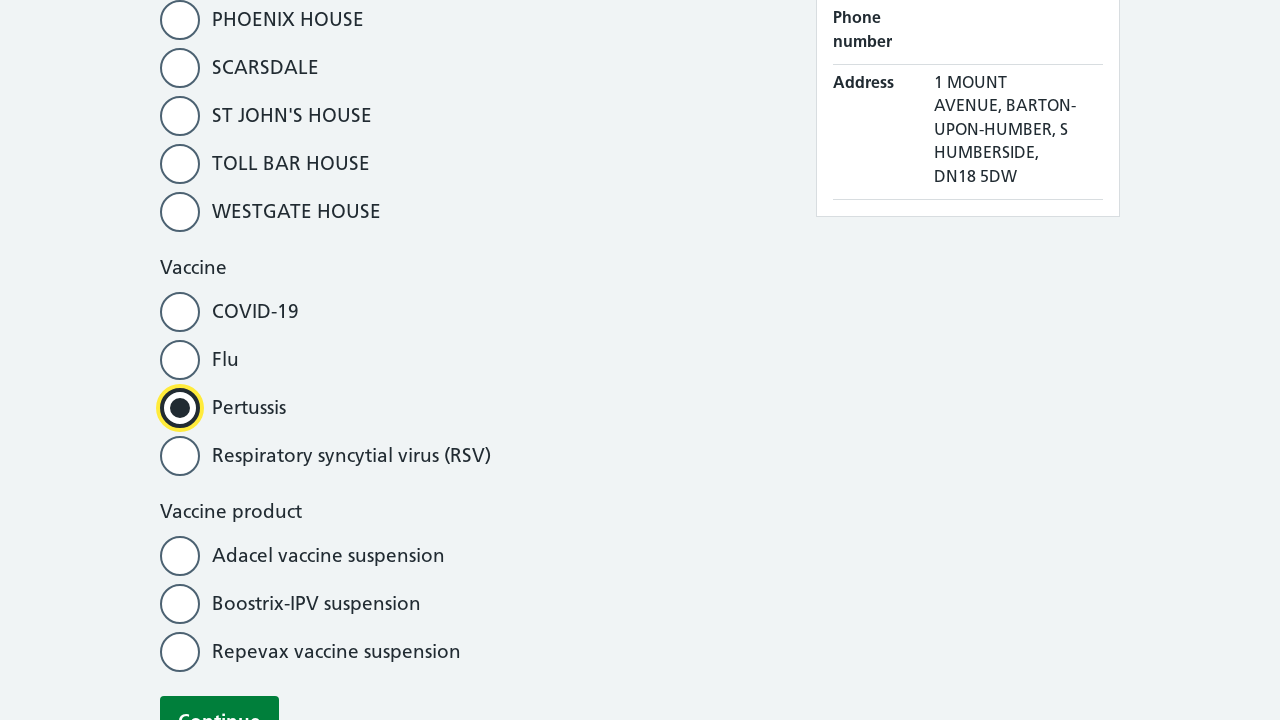 PHOENIX HOUSE
SCARSDALE
ST JOHN'S HOUSE
TOLL BAR HOUSE
WESTGATE HOUSE
Vaccine
COVID-19
Flu
Pertussis
Respiratory syncytial virus (RSV)
Vaccine product
Adacel vaccine suspension
Boostrix-IPV suspension
Repevax vaccine suspension
Continue
Phone
number
Address
1 MOUNT
AVENUE, BARTON-
UPON-HUMBER, S
HUMBERSIDE,
DN18 5DW